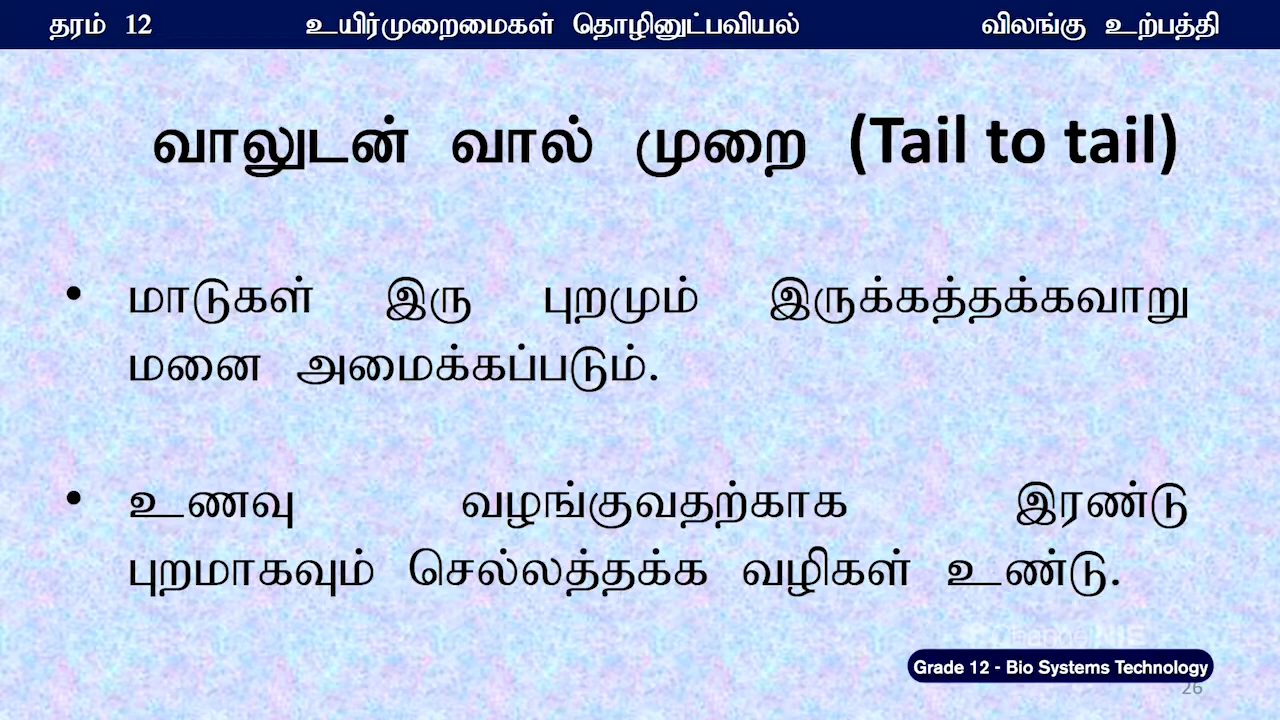 தரம் 12 உயிர்முறைமைகள் தொழினுட்பவியல் விலங்கு உற்பத்தி
வாலுடன் வால் முறை (Tail to tail)
• மாடுகள் இரு புறமும் இருக்கத்தக்கவாறு
மனை அமைக்கப்படும்.
• உணவு வழங்குவதற்காக இரண்டு
புறமாகவும் செல்லத்தக்க வழிகள் உண்டு.
Channel NIE
Grade 12 - Bio Systems Technology
26